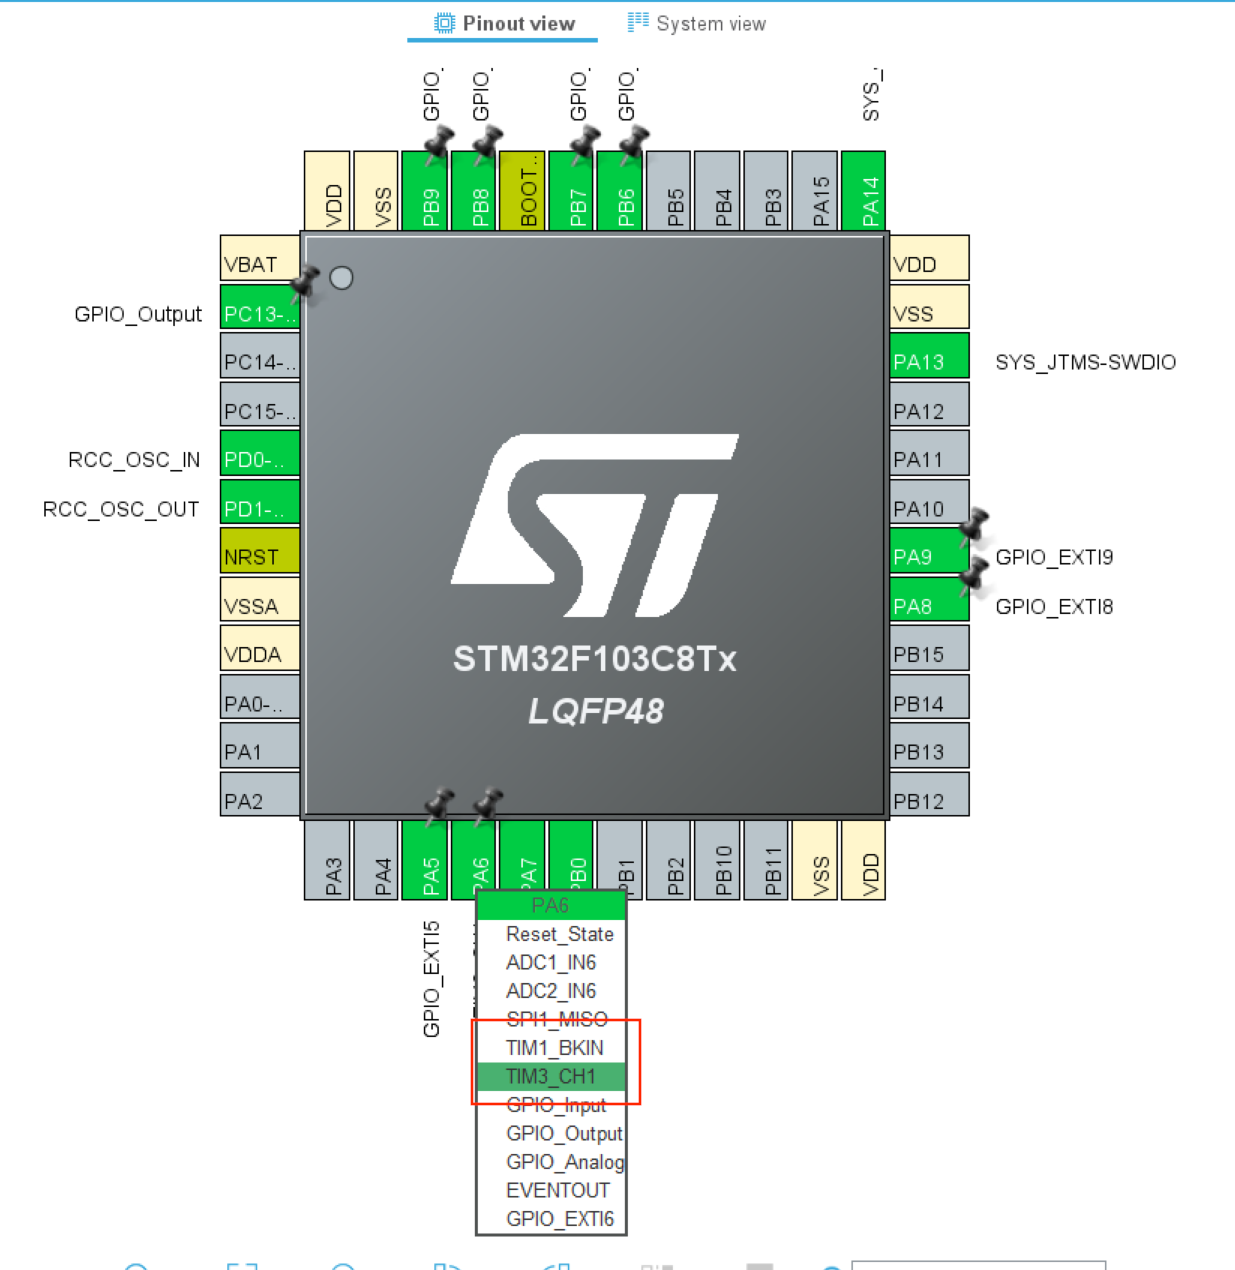 Pinout view
System view
GPIO_
GPIO_
GPIO_
GPIO_
SYS_
VDD
VSS
PB9
PB8
BOOT..
PB7
PB6
PB5
PB4
PB3
PA15
PA14
VBAT
VDD
GPIO_Output
PC13-..
VSS
PC14-..
PA13
SYS_JTMS-SWDIO
PC15-..
PA12
RCC_OSC_IN
PD0-..
PA11
RCC_OSC_OUT
PD1-..
PA10
NRST
PA9
GPIO_EXTI9
VSSA
PA8
GPIO_EXTI8
VDDA
PB15
STM32F103C8Tx
LQFP48
PA0-..
PB14
PA1
PB13
PA2
PB12
PA3
PA4
PA5
PA6
PA7
PB0
PB1
PB2
PB10
PB11
VSS
VDD
GPIO_EXTI5
PA6
Reset_State
ADC1_IN6
ADC2_IN6
SPI1_MISO
TIM1_BKIN
TIM3_CH1
GPIO_Input
GPIO_Output
GPIO_Analog
EVENTOUT
GPIO_EXTI6